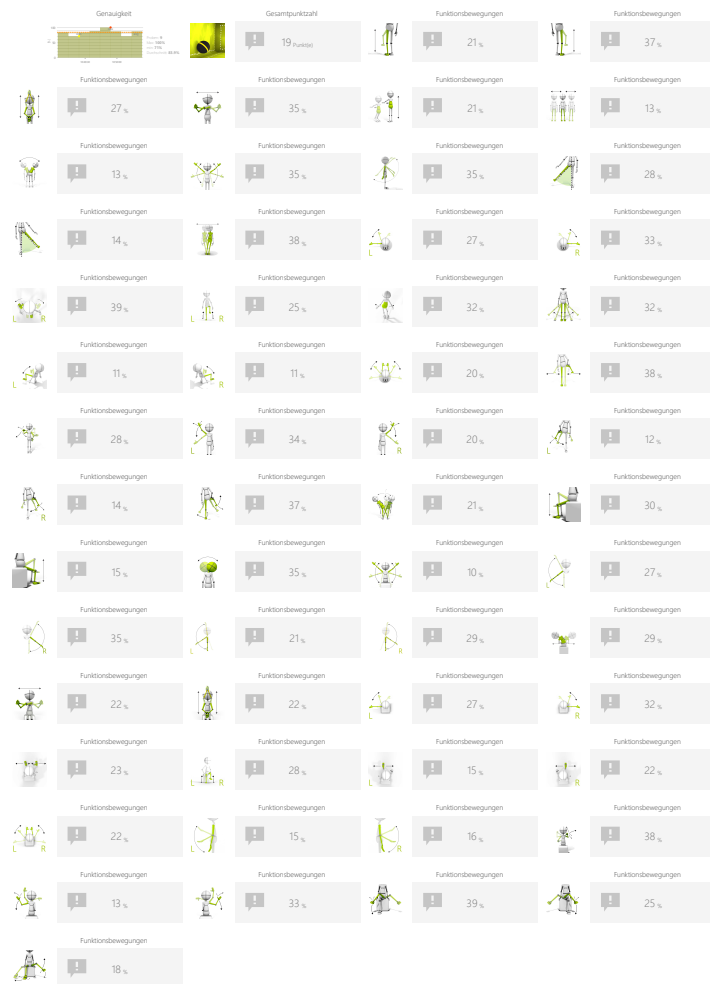 Genauigkeit
Gesamtpunktzahl
19 Punkt(e)
Funktionsbewegungen
21 %
Funktionsbewegungen
37 %
Funktionsbewegungen
27 %
Funktionsbewegungen
35 %
Funktionsbewegungen
21 %
Funktionsbewegungen
13 %
Funktionsbewegungen
13 %
Funktionsbewegungen
35 %
Funktionsbewegungen
35 %
Funktionsbewegungen
28 %
Funktionsbewegungen
14 %
Funktionsbewegungen
38 %
Funktionsbewegungen
L
27 %
Funktionsbewegungen
R
33 %
Funktionsbewegungen
L R
39 %
Funktionsbewegungen
L R
25 %
Funktionsbewegungen
32 %
Funktionsbewegungen
32 %
Funktionsbewegungen
L
11 %
Funktionsbewegungen
R
11 %
Funktionsbewegungen
20 %
Funktionsbewegungen
38 %
Funktionsbewegungen
28 %
Funktionsbewegungen
L
34 %
Funktionsbewegungen
R
20 %
Funktionsbewegungen
L
12 %
Funktionsbewegungen
R
14 %
Funktionsbewegungen
37 %
Funktionsbewegungen
21 %
Funktionsbewegungen
30 %
Funktionsbewegungen
15 %
Funktionsbewegungen
35 %
Funktionsbewegungen
10 %
Funktionsbewegungen
L
27 %
Funktionsbewegungen
R
35 %
Funktionsbewegungen
L
21 %
Funktionsbewegungen
R
29 %
Funktionsbewegungen
29 %
Funktionsbewegungen
22 %
Funktionsbewegungen
22 %
Funktionsbewegungen
L
27 %
Funktionsbewegungen
R
32 %
Funktionsbewegungen
23 %
Funktionsbewegungen
L R
28 %
Funktionsbewegungen
L
15 %
Funktionsbewegungen
R
22 %
Funktionsbewegungen
L R
22 %
Funktionsbewegungen
L
15 %
Funktionsbewegungen
R
16 %
Funktionsbewegungen
38 %
Funktionsbewegungen
13 %
Funktionsbewegungen
33 %
Funktionsbewegungen
39 %
Funktionsbewegungen
25 %
Funktionsbewegungen
18 %